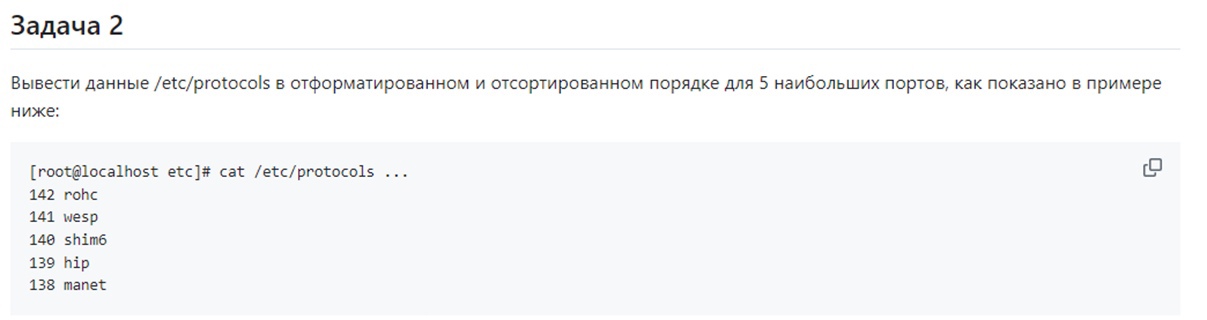 Задача 2
Вывести данные /etc/protocols в отформатированном и отсортированном порядке для 5 наибольших портов, как показано в примере
ниже:
[root@localhost etc]# cat /etc/protocols ...
142 rohc
141 wesp
140 shim6
139 hip
138 manet